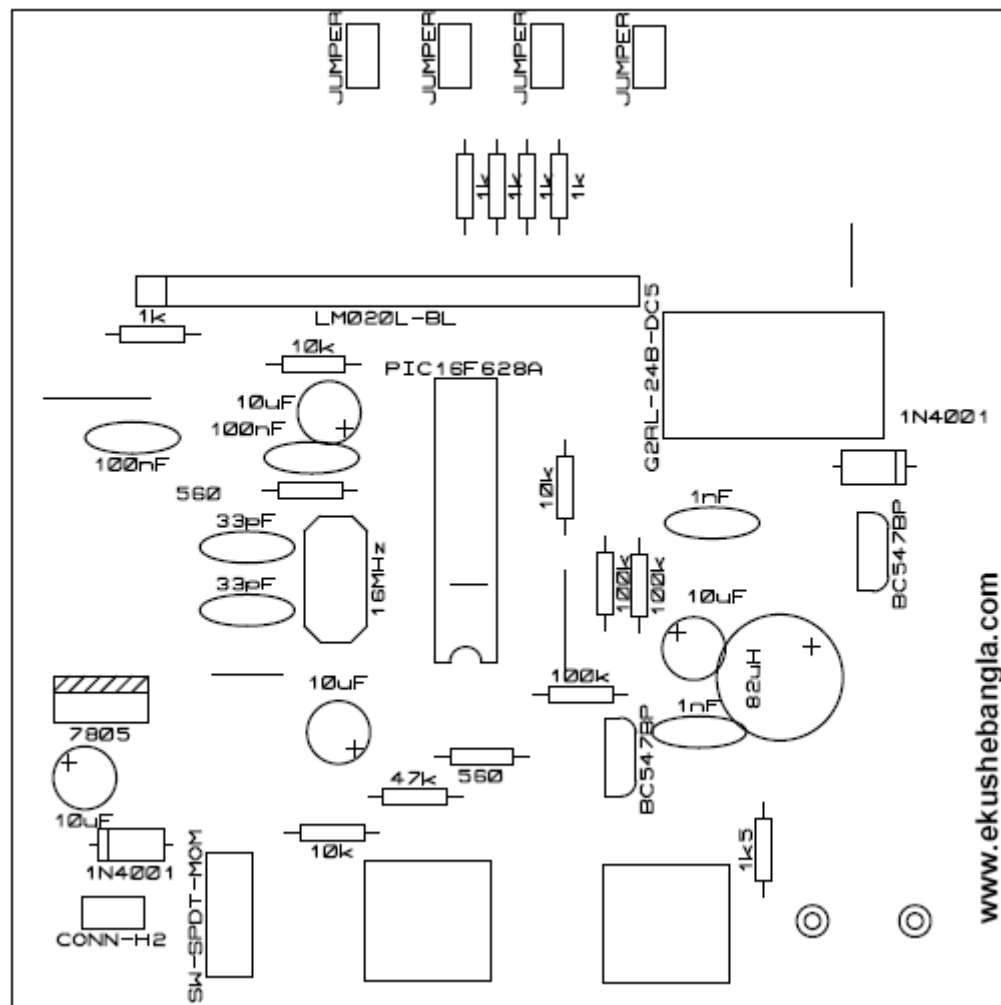 JUMPER
JUMPER
JUMPER
JUMPER
1k
1k
1k
1k
LM020L-BL
1k
10k
PIC16F628A
G2RL-24B-DC5
10uF
100nF
100nF
1N4001
560
10k
1nF
33pF
16MHz
BC547BP
33pF
100k
100k
10uF
82uH
100k
10uF
1nF
7805
BC547BP
560
47k
10uF
10k
1k5
1N4001
SW-SPDT-MOM
CONN-H2
www.ekushebangla.com